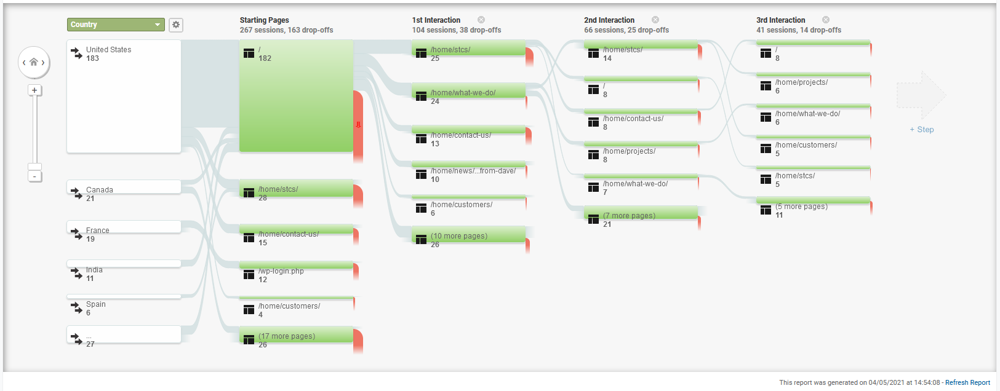 Country
United States
183
Canada
21
France
19
India
11
Spain
6
...
27
+
-
Starting Pages
267 sessions, 163 drop-offs
/
182
/home/stcs/
28
/home/contact-us/
15
/wp-login.php
12
/home/customers/
4
(17 more pages)
26
1st Interaction
104 sessions, 38 drop-offs
/home/stcs/
25
/home/what-we-do/
24
/home/contact-us/
13
/home/news/...from-dave/
10
/home/customers/
6
(10 more pages)
26
2nd Interaction
66 sessions, 25 drop-offs
/home/stcs/
14
/
8
/home/contact-us/
8
/home/projects/
8
/home/what-we-do/
7
(7 more pages)
21
3rd Interaction
41 sessions, 14 drop-offs
/
8
/home/projects/
6
/home/what-we-do/
6
/home/customers/
5
/home/stcs/
5
(5 more pages)
11
+ Step
This report was generated on 04/05/2021 at 14:54:08 - Refresh Report